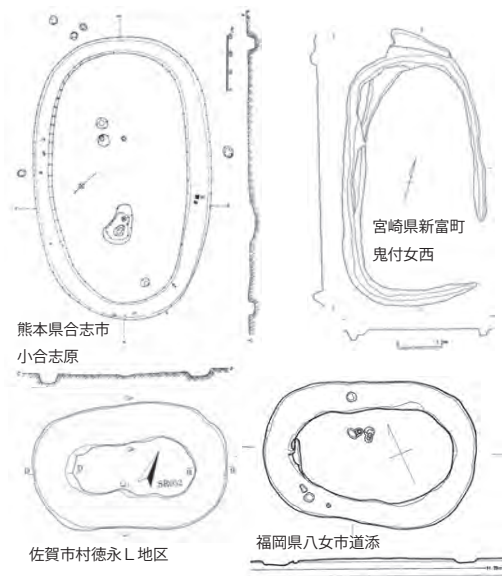 宮崎県新富町
鬼付女西
熊本県合志市
小合志原
佐賀市村徳永L地区
福岡県八女市道添